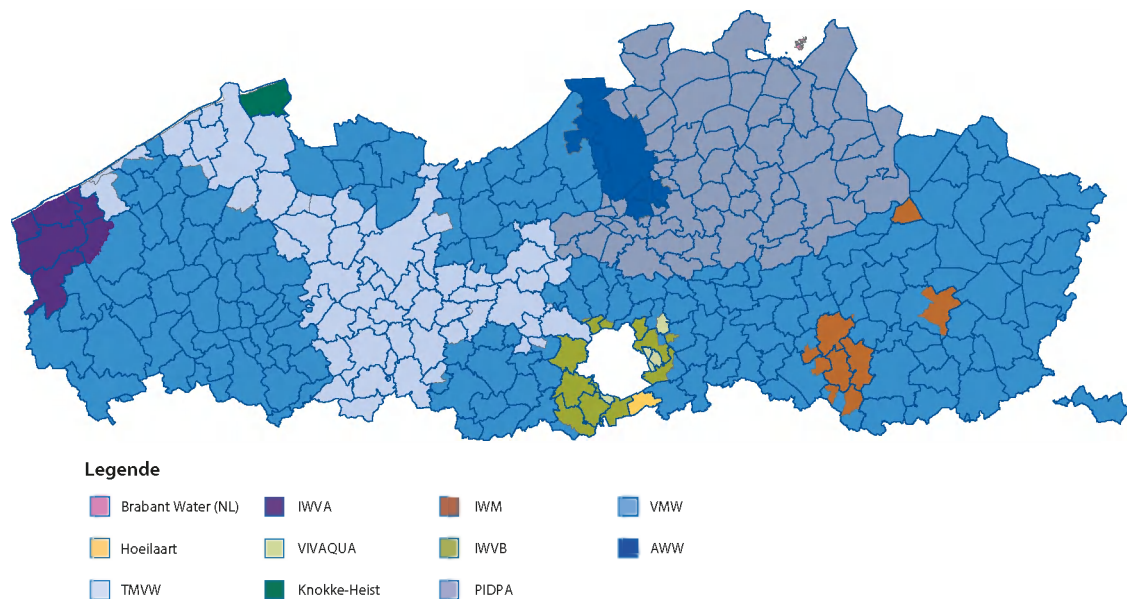 Legende
Brabant Water (NL)
IWVA
IWM
VMW
Hoeilaart
VIVAQUA
IWVB
AWW
TMVW
Knokke-Heist
PIDPA